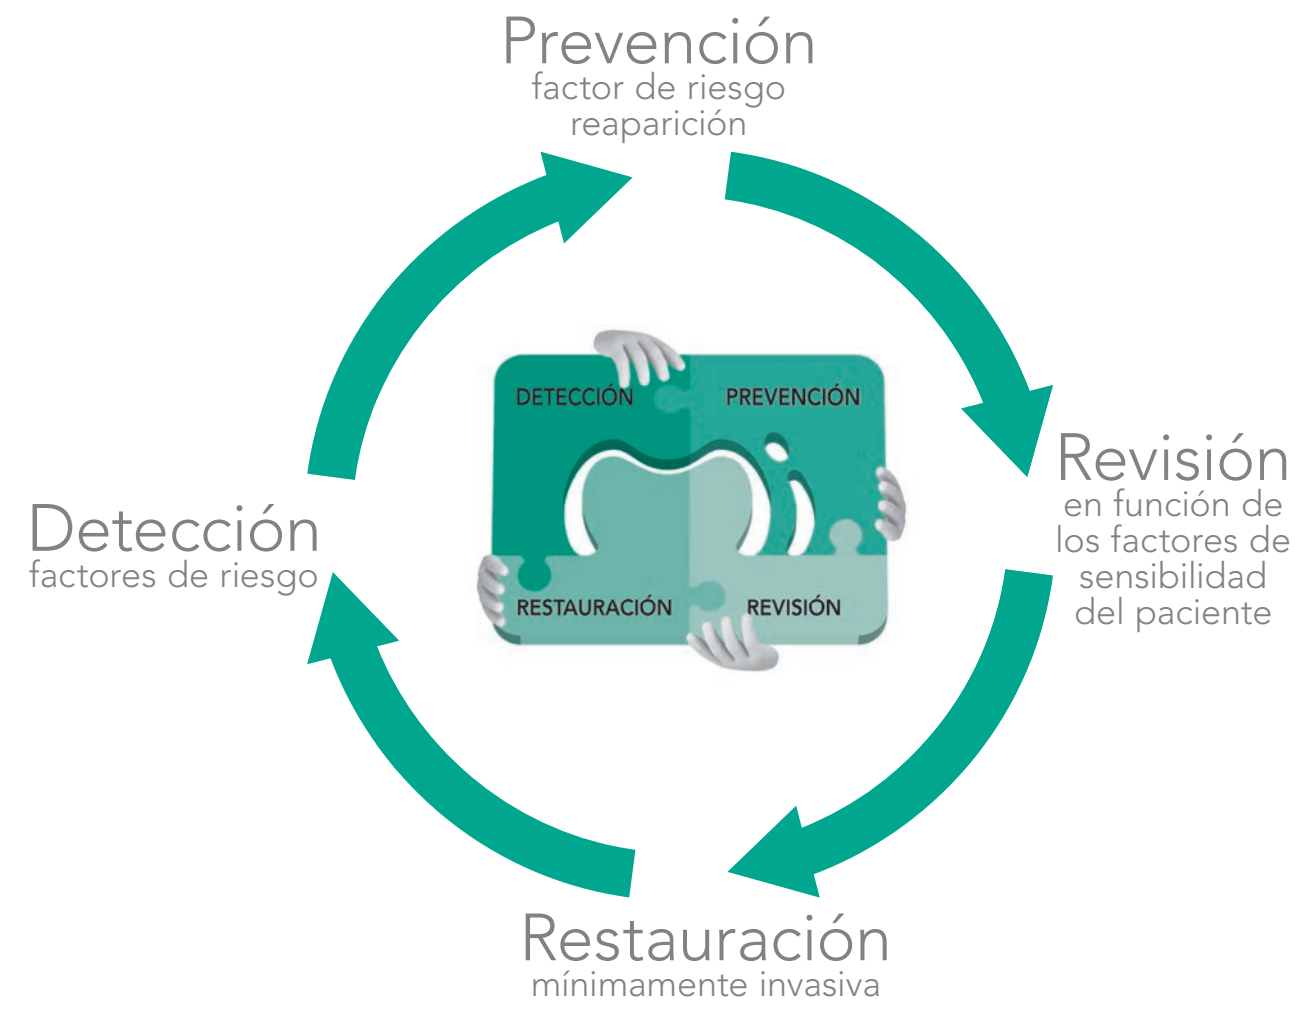 Prevención
factor de riesgo
reaparición
DETECCIÓN
PREVENCIÓN
Revisión
en función de
los factores de
sensibilidad
del paciente
Detección
factores de riesgo
RESTAURACIÓN
REVISIÓN
Restauración
mínimamente invasiva